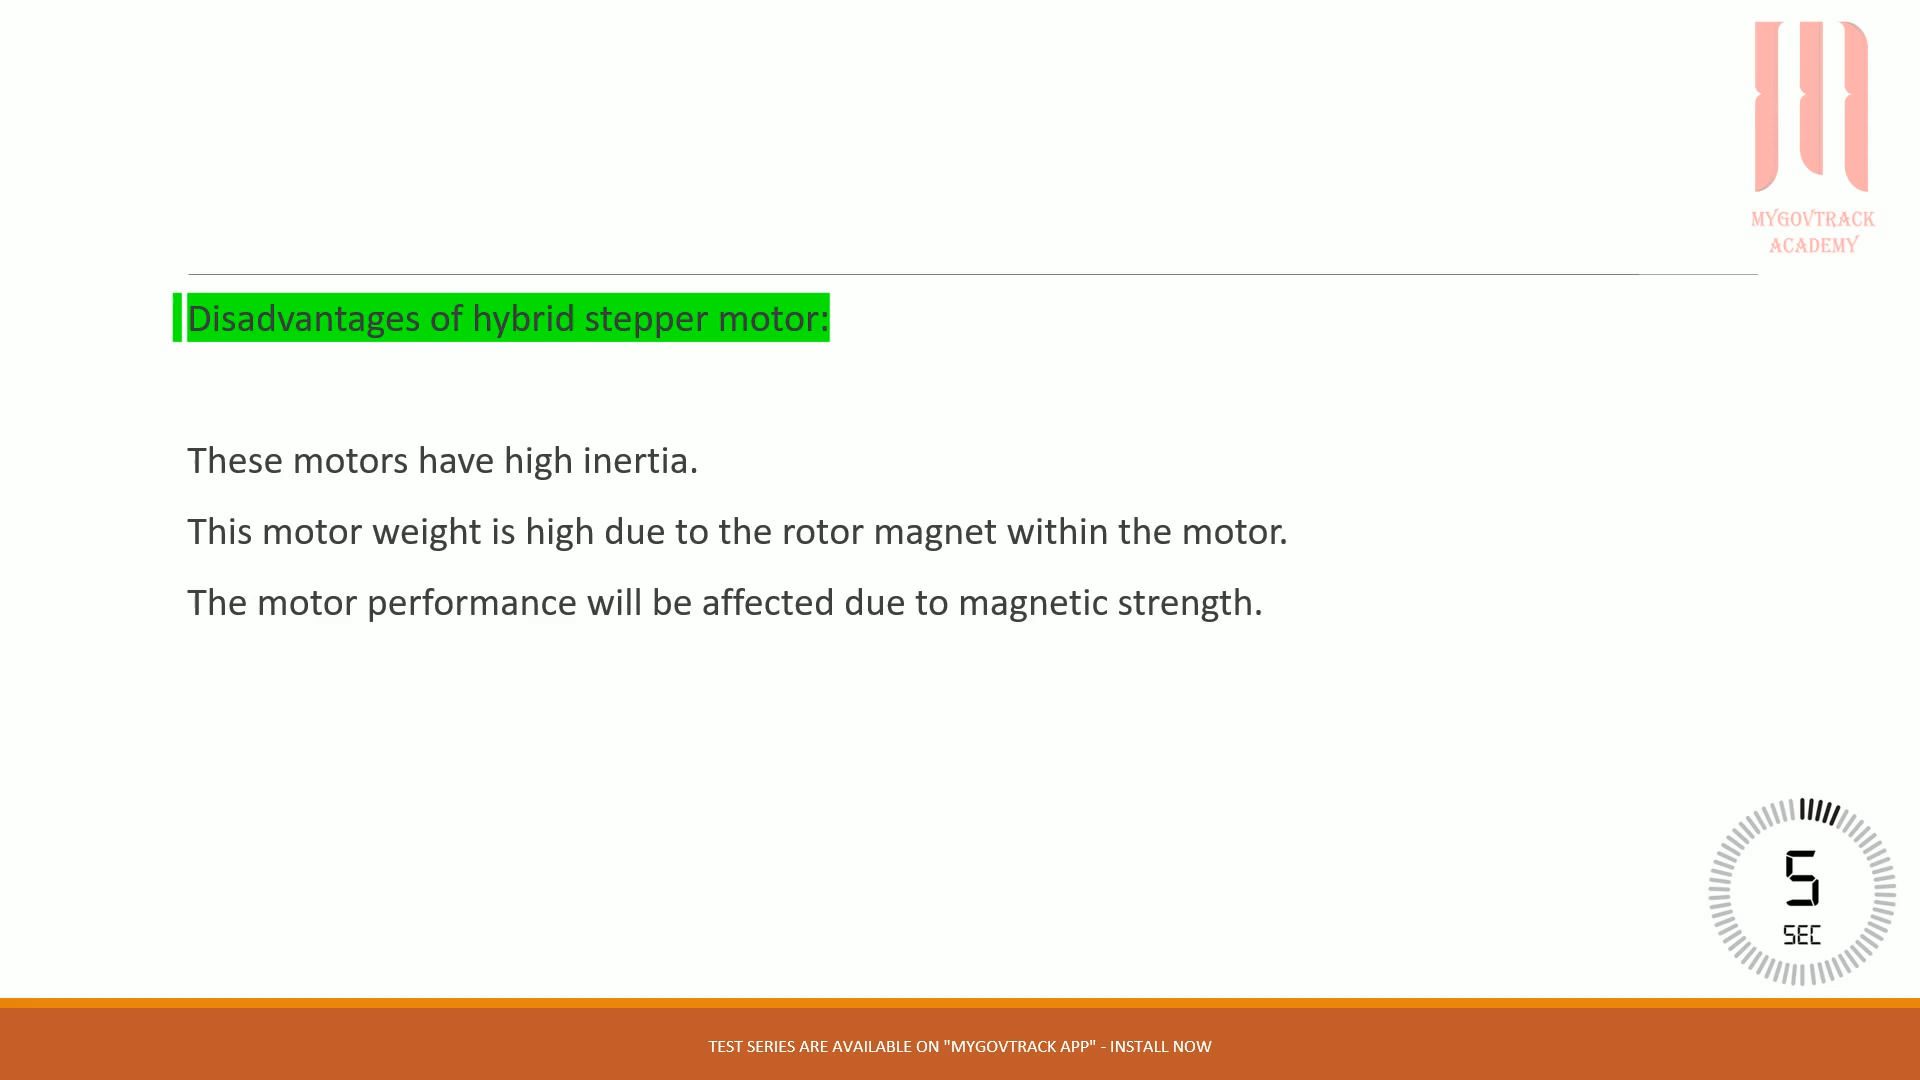 MYGOVTRACK
ACADEMY
Disadvantages of hybrid stepper motor:
These motors have high inertia.
This motor weight is high due to the rotor magnet within the motor.
The motor performance will be affected due to magnetic strength.
5
SEC
TEST SERIES ARE AVAILABLE ON "MYGOVTRACK APP" - INSTALL NOW